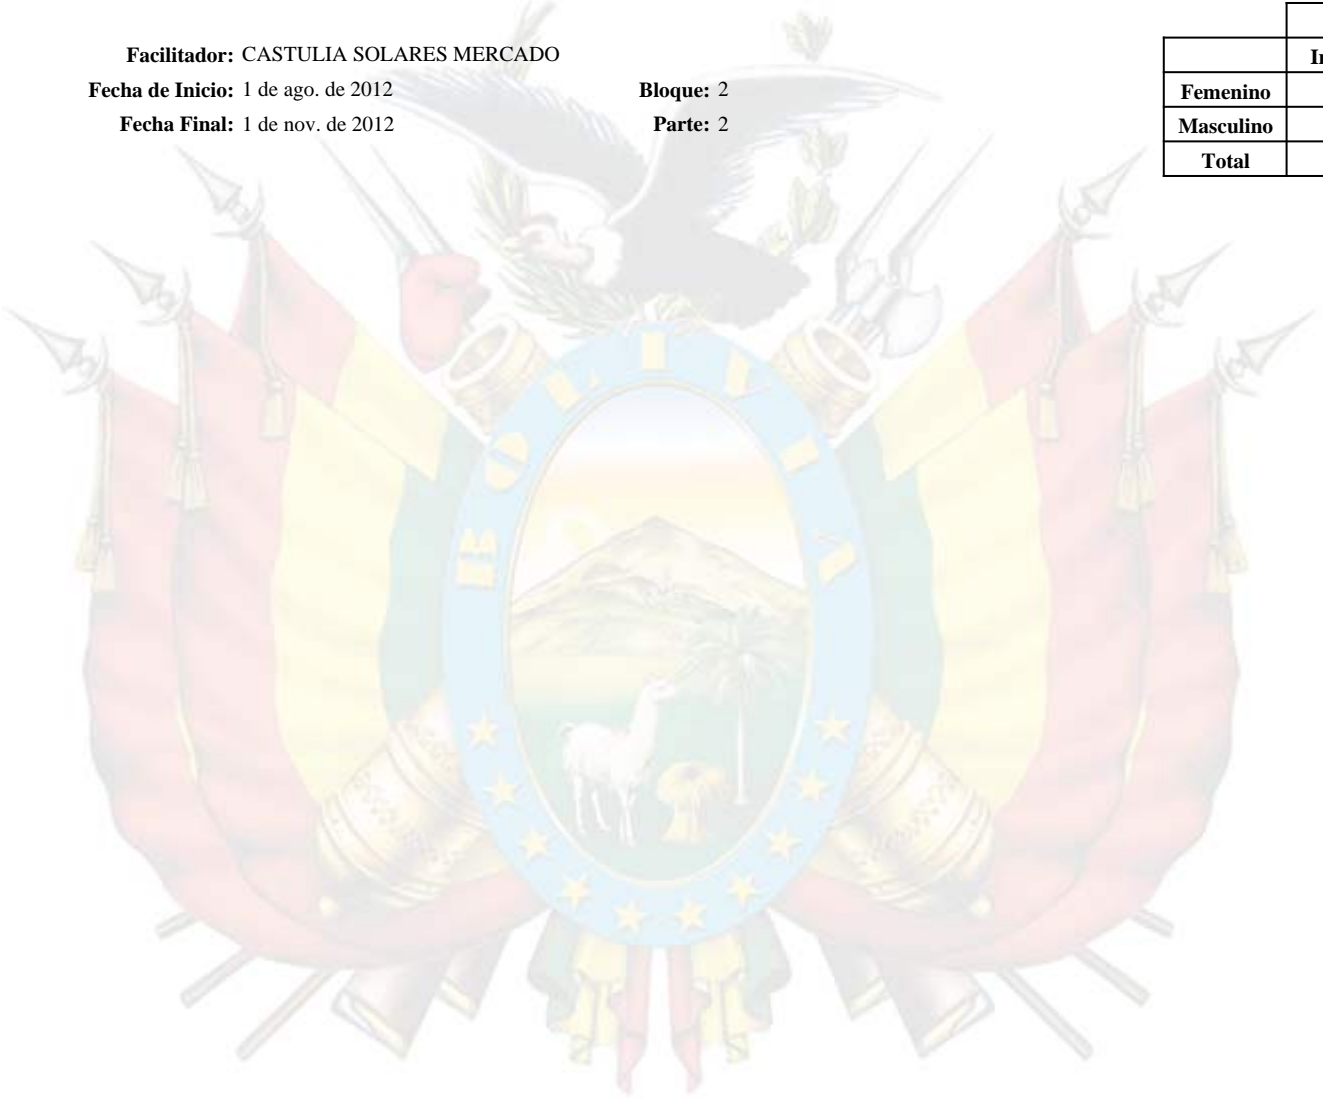 Facilitador: CASTULIA SOLARES MERCADO
Fecha de Inicio: 1 de ago. de 2012 Bloque: 2
Fecha Final: 1 de nov. de 2012 Parte: 2
Femenino
Masculino
Total
BOLIVIA